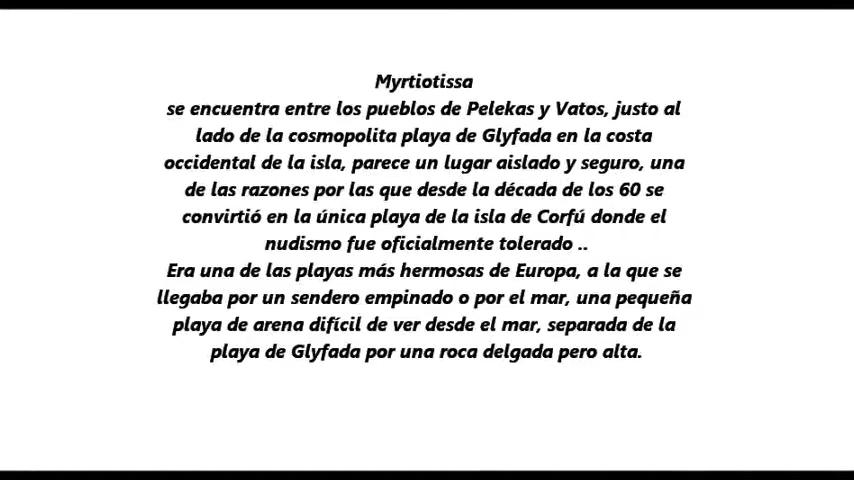 Myrtiotissa
se encuentra entre los pueblos de Pelekas y Vatos, justo al
lado de la cosmopolita playa de Glyfada en la costa
occidental de la isla, parece un lugar aislado y seguro, una
de las razones por las que desde la década de los 60 se
convirtió en la única playa de la isla de Corfú donde el
nudismo fue oficialmente tolerado ..
Era una de las playas más hermosas de Europa, a la que se
llegaba por un sendero empinado o por el mar, una pequeña
playa de arena difícil de ver desde el mar, separada de la
playa de Glyfada por una roca delgada pero alta.